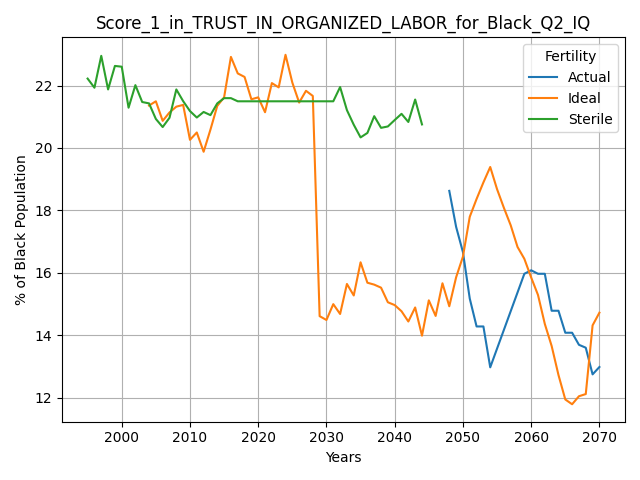 Score_1_in_TRUST_IN_ORGANIZED_LABOR_for_Black_Q2_IQ
Fertility
Actual
Ideal
Sterile
% of Black Population
22
20
18
16
14
12
2000 2010 2020 2030 2040 2050 2060 2070
Years